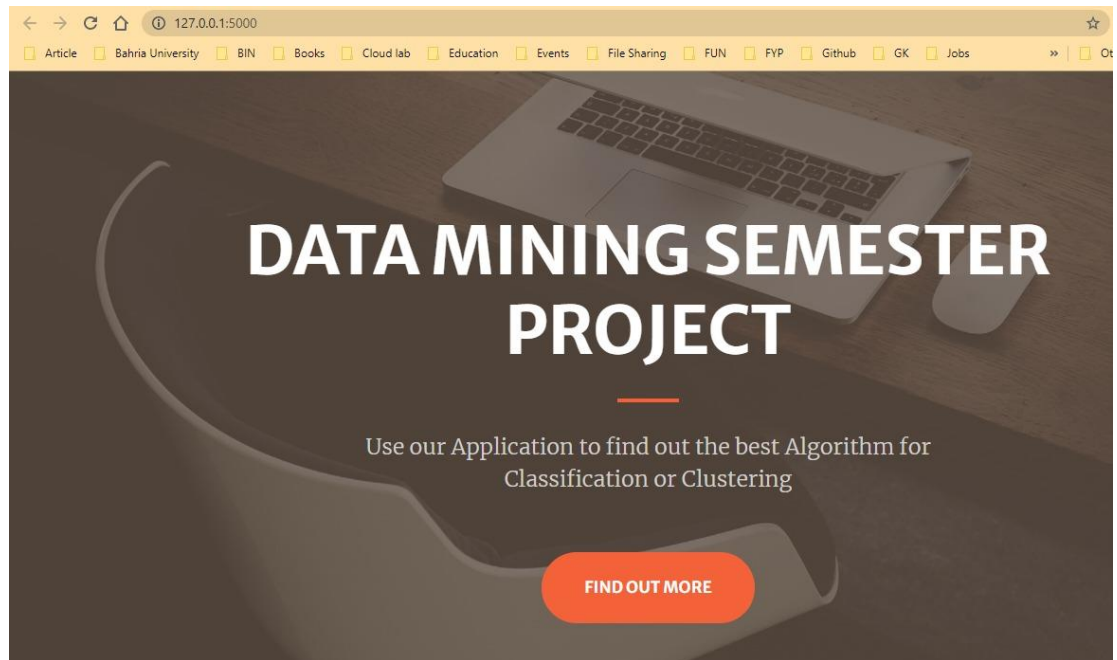 127.0.0.1:5000
Article Bahria University BIN Books Cloud lab Education Events File Sharing FUN FYP Github GK Jobs » Ot
DATA MINING SEMESTER
PROJECT
Use our Application to find out the best Algorithm for
Classification or Clustering
FIND OUT MORE